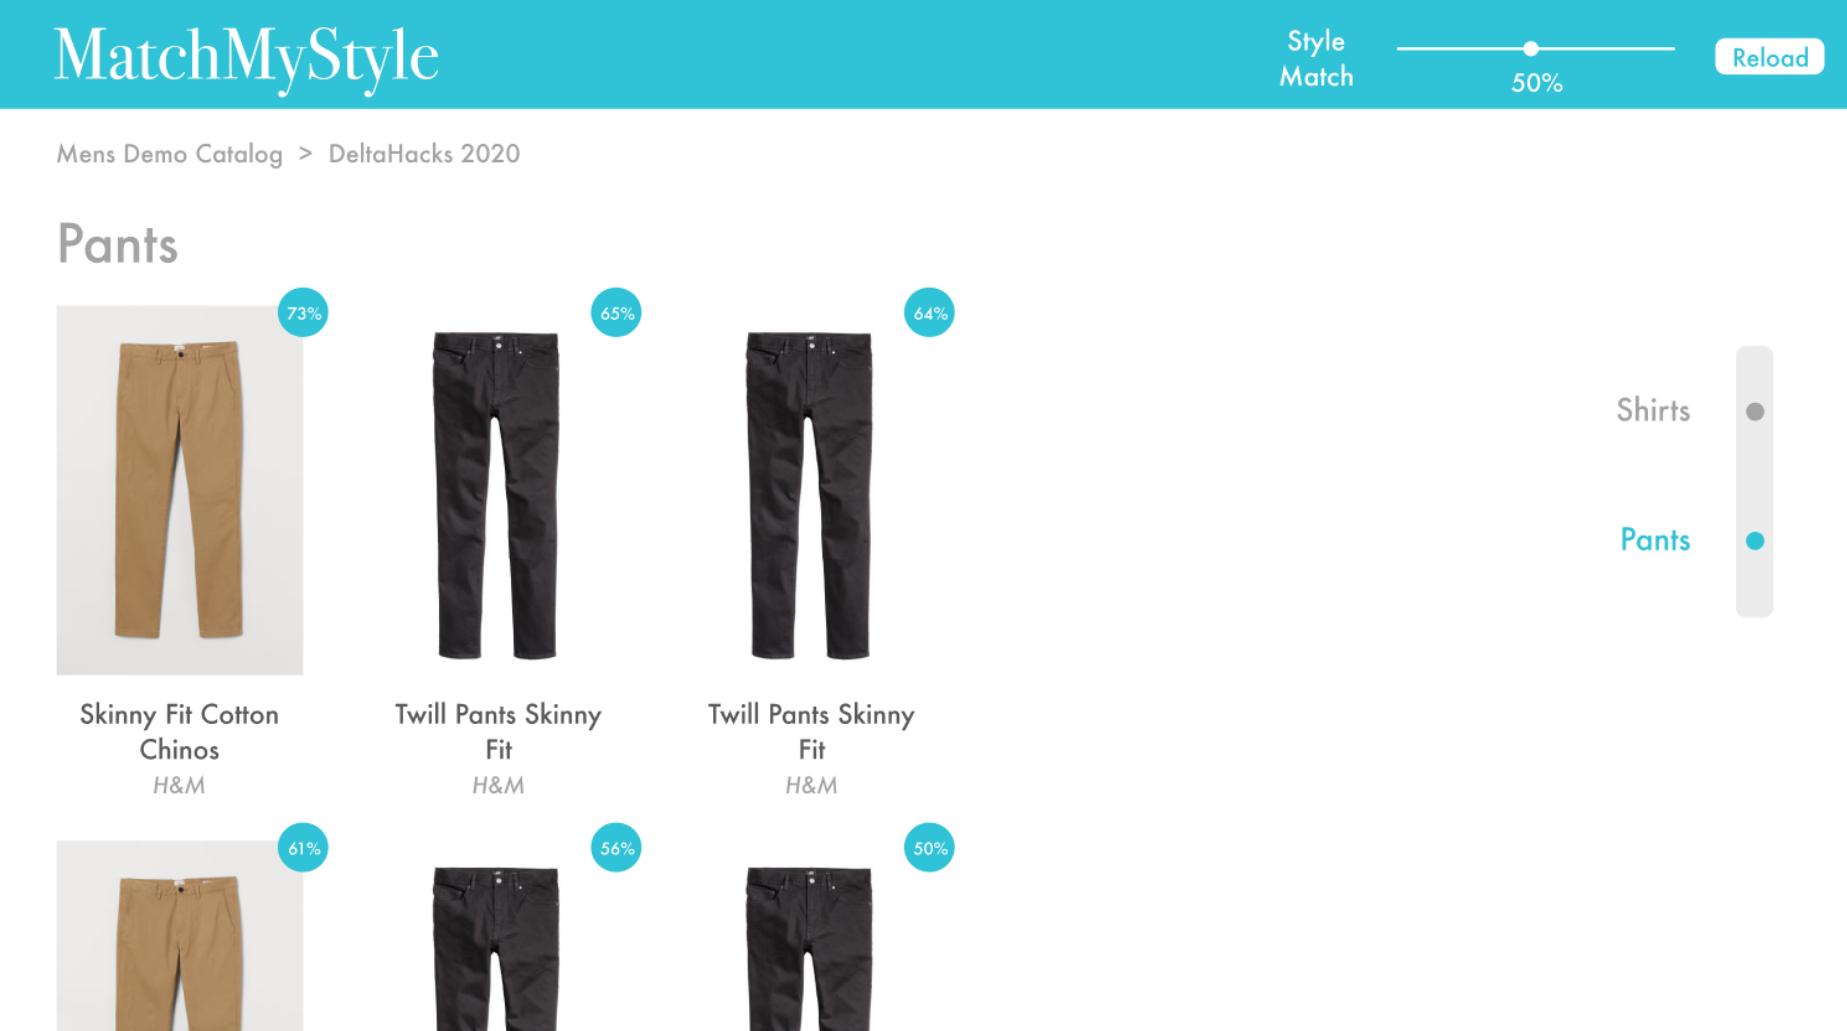 MatchMyStyle
Style
Match
50%
Reload
Mens Demo Catalog > DeltaHacks 2020
Pants
73%
65%
64%
Shirts
Pants
Skinny Fit Cotton
Chinos
H&M
Twill Pants Skinny
Fit
H&M
Twill Pants Skinny
Fit
H&M
61%
56%
50%